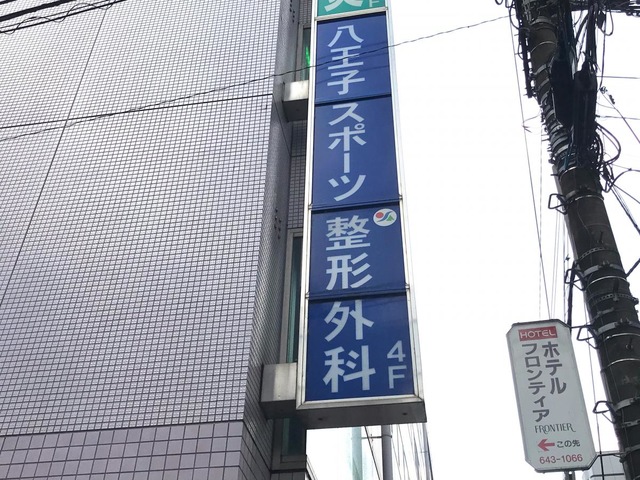 八王子スポーツ
整形外科
4F
HOTEL
ホテル
フロンティア
FRONTIER
この先
643-1066